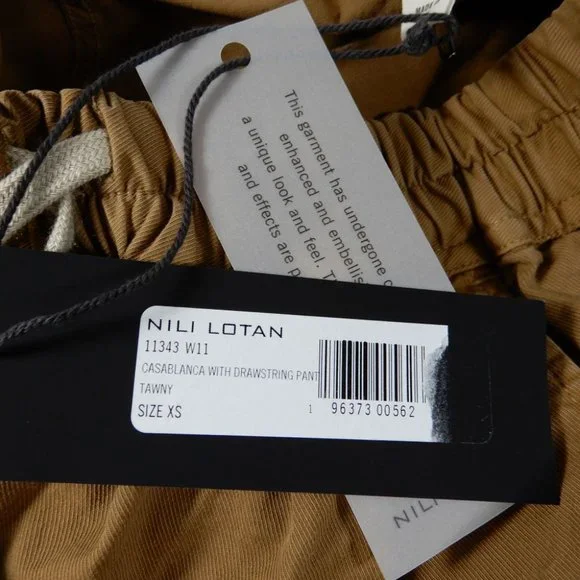 MADE
This garment has undergone
enhanced and
a unique look and feel.
and effects are
NILI LOTAN
11343 W11
CASABLANCA WITH DRAWSTRING PANT
TAWNY
SIZE XS
1 96373 00562
NILI